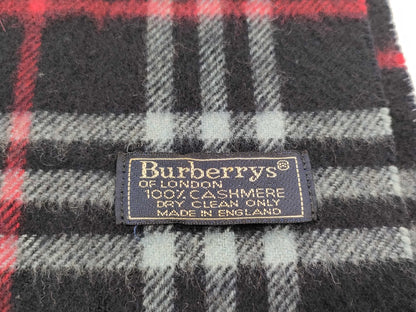 Burberrys®
OF LONDON
100% CASHMERE
DRY CLEAN ONLY
MADE IN ENGLAND